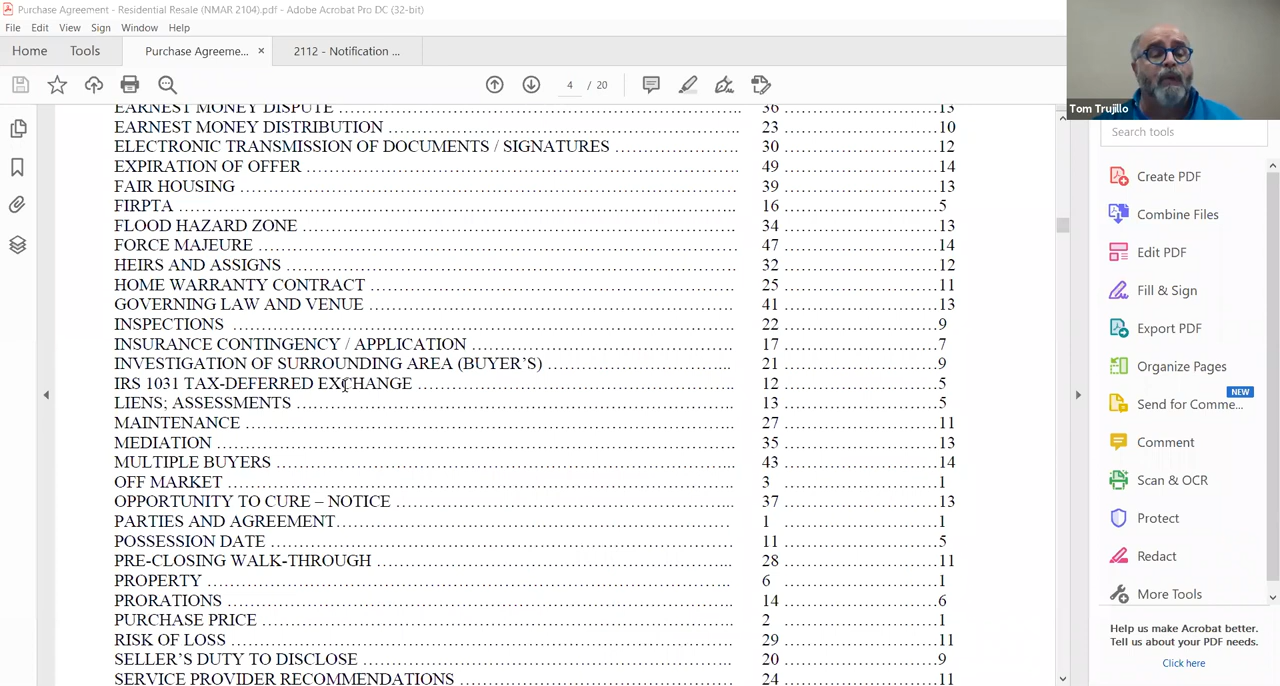 Purchase Agreement - Residential Resale (NMAR 2104).pdf - Adobe Acrobat Pro DC (32-bit)
File Edit View Sign Window Help
Home Tools Purchase Agreeme... × 2112 - Notification ...
4 / 20
Tom Trujillo
EARNEST MONEY DISPUTE 36 13
EARNEST MONEY DISTRIBUTION 23 10
ELECTRONIC TRANSMISSION OF DOCUMENTS / SIGNATURES 30 12
EXPIRATION OF OFFER 49 14
FAIR HOUSING 39 13
FIRPTA 16 5
FLOOD HAZARD ZONE 34 13
FORCE MAJEURE 47 14
HEIRS AND ASSIGNS 32 12
HOME WARRANTY CONTRACT 25 11
GOVERNING LAW AND VENUE 41 13
INSPECTIONS 22 9
INSURANCE CONTINGENCY / APPLICATION 17 7
INVESTIGATION OF SURROUNDING AREA (BUYER'S) 21 9
IRS 1031 TAX-DEFERRED EXCHANGE 12 5
LIENS; ASSESSMENTS 13 5
MAINTENANCE 27 11
MEDIATION 35 13
MULTIPLE BUYERS 43 14
OFF MARKET 3 1
OPPORTUNITY TO CURE – NOTICE 37 13
PARTIES AND AGREEMENT 1 1
POSSESSION DATE 11 5
PRE-CLOSING WALK-THROUGH 28 11
PROPERTY 6 1
PRORATIONS 14 6
PURCHASE PRICE 2 1
RISK OF LOSS 29 11
SELLER'S DUTY TO DISCLOSE 20 9
SERVICE PROVIDER RECOMMENDATIONS 24 11
Search tools
Create PDF
Combine Files
Edit PDF
Fill & Sign
Export PDF
Organize Pages
NEW
Send for Comme...
Comment
Scan & OCR
Protect
Redact
More Tools
Help us make Acrobat better.
Tell us about your PDF needs.
Click here